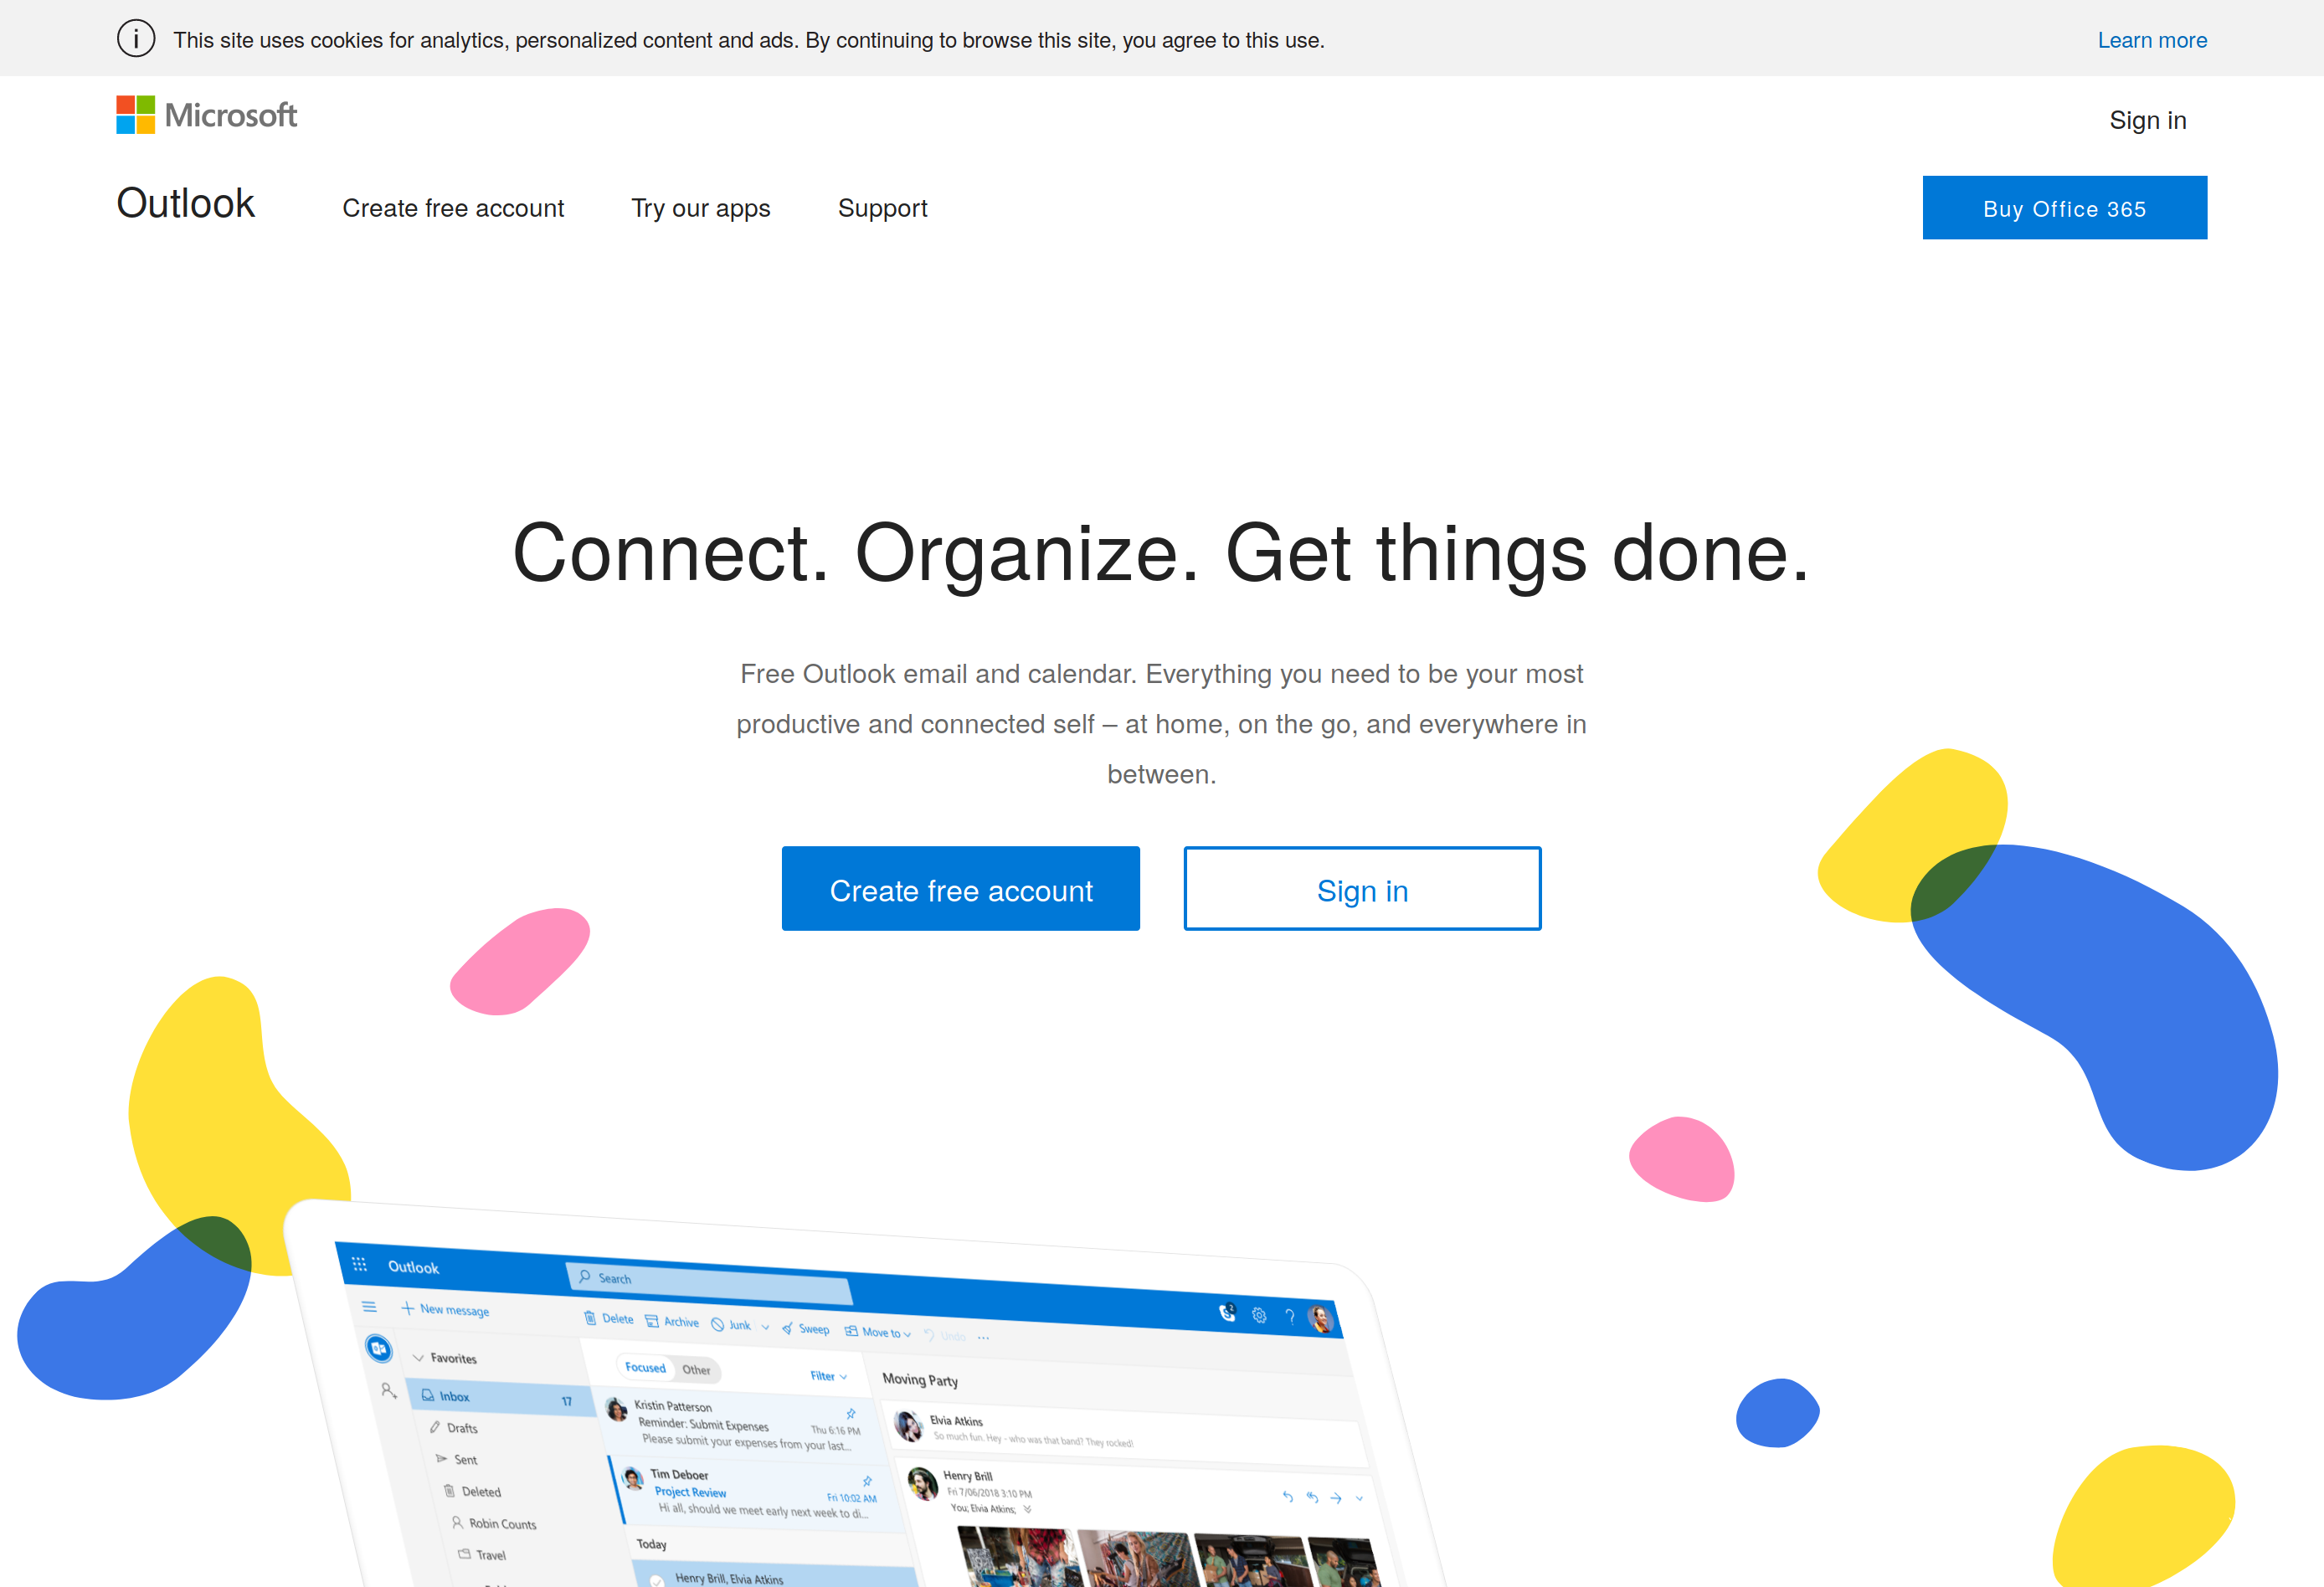 This site uses cookies for analytics, personalized content and ads. By continuing to browse this site, you agree to this use.
Learn more
Microsoft
Sign in
Outlook
Create free account
Try our apps
Support
Buy Office 365
Connect. Organize. Get things done.
Free Outlook email and calendar. Everything you need to be your most
productive and connected self – at home, on the go, and everywhere in
between.
Create free account
Sign in
Outlook
Search
2
New message
Delete
Archive
Junk
Sweep
Move to
Undo
Favorites
Inbox 17
Drafts
Sent
Deleted
Robin Counts
Travel
Focused
Other
Filter
Kristin Patterson
Reminder: Submit Expenses
Thu 6:16 PM
Please submit your expenses from your last...
Tim Deboer
Project Review
Fri 10:02 AM
Hi all, should we meet early next week to di...
Today
Henry Brill, Elvia Atkins
Moving Party
Elvia Atkins
So much fun. Hey - who was that band? They rocked!
Henry Brill
Fri 7/06/2018 3:10 PM
You; Elvia Atkins;